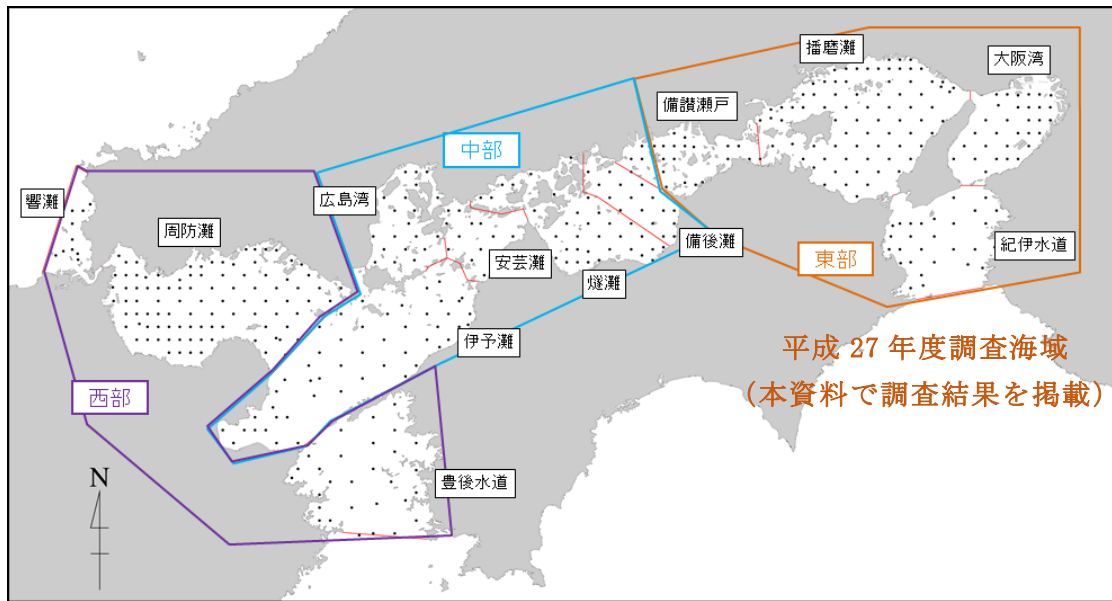 播磨灘
大阪湾
備讃瀬戸
中部
響灘
広島湾
周防灘
備後灘
紀伊水道
安芸灘
東部
燧灘
伊予灘
平成 27 年度調査海域
(本資料で調査結果を掲載)
西部
N
豊後水道